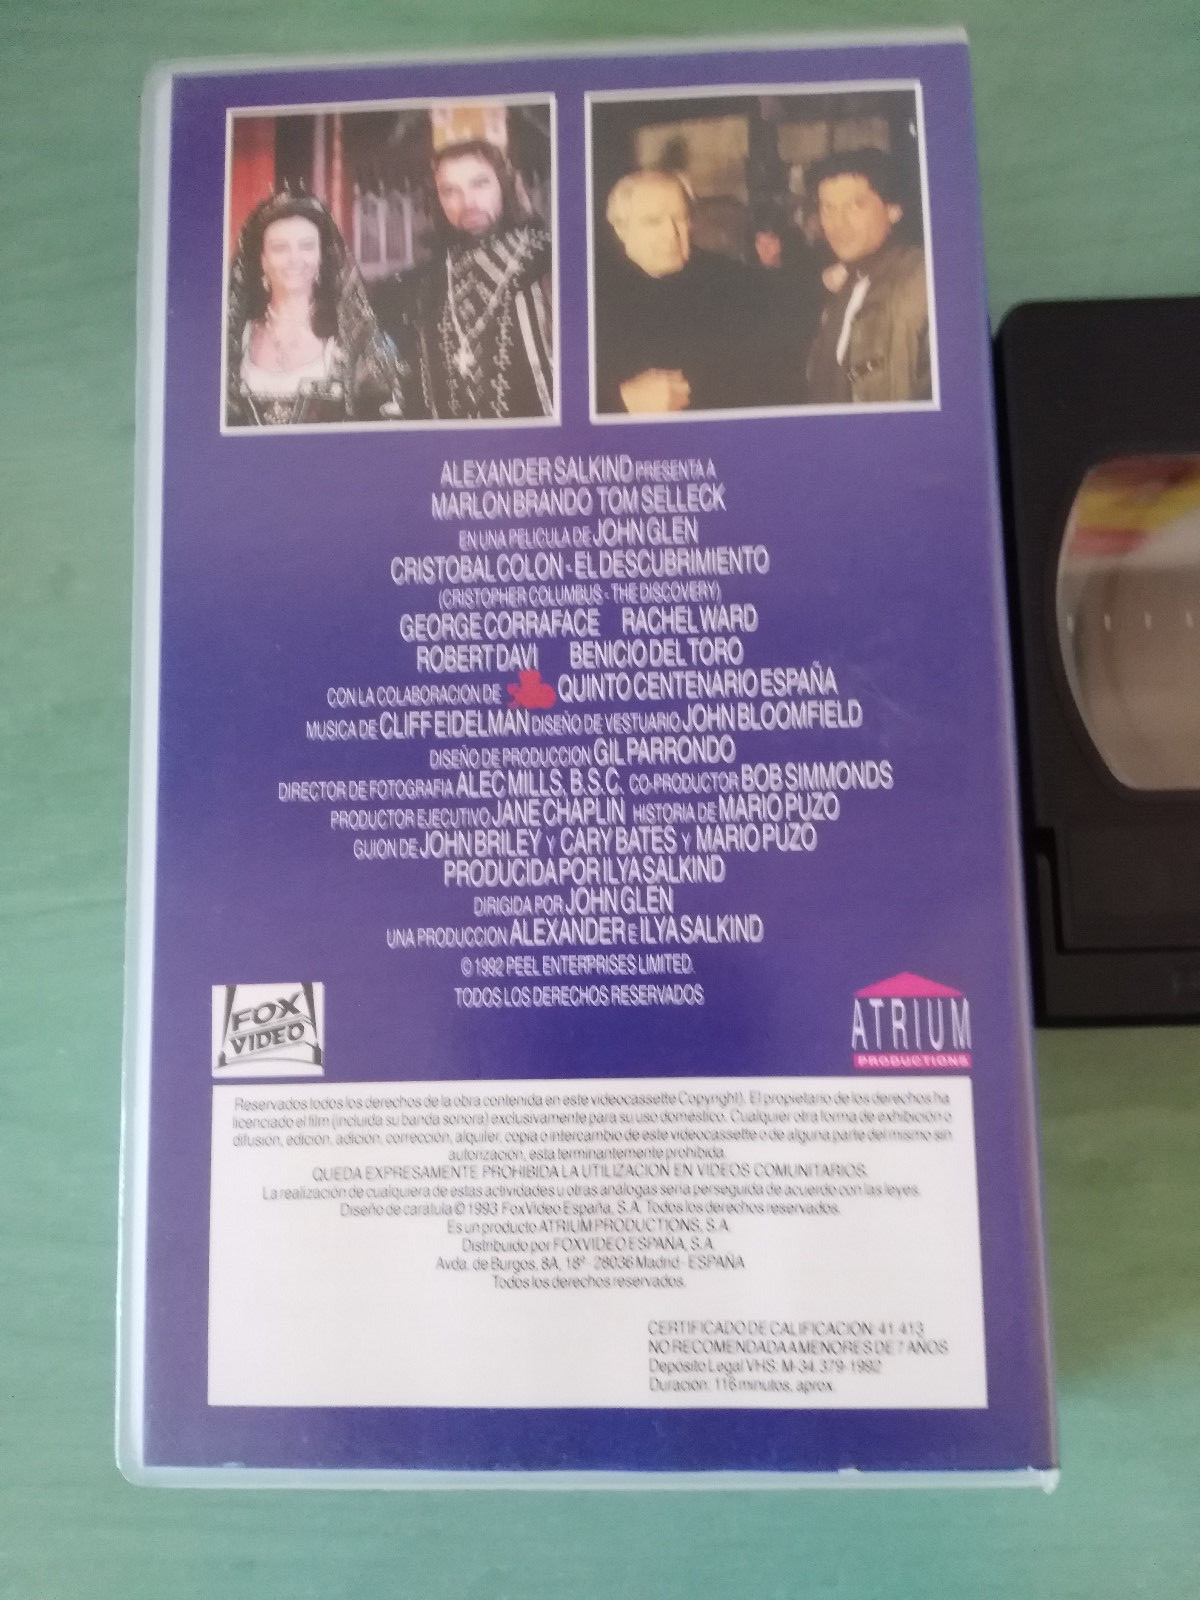 ALEXANDER SALKIND PRESENTA A
MARLON BRANDO TOM SELLECK
EN UNA PELICULA DE JOHN GLEN
CRISTOBAL COLON - EL DESCUBRIMIENTO
(CRISTOPHER COLUMBUS - THE DISCOVERY)
GEORGE CORRAFACE RACHEL WARD
ROBERT DAVI BENICIO DEL TORO
CON LA COLABORACION DE QUINTO CENTENARIO ESPAÑA
MUSICA DE CLIFF EIDELMAN DISEÑO DE VESTUARIO JOHN BLOOMFIELD
DISEÑO DE PRODUCCION GIL PARRONDO
DIRECTOR DE FOTOGRAFIA ALEC MILLS, B.S.C. CO-PRODUCTOR BOB SIMMONDS
PRODUCTOR EJECUTIVO JANE CHAPLIN HISTORIA DE MARIO PUZO
GUION DE JOHN BRILEY Y CARY BATES Y MARIO PUZO
PRODUCIDA POR ILYA SALKIND
DIRIGIDA POR JOHN GLEN
UNA PRODUCCION ALEXANDER E ILYA SALKIND
© 1992 PEEL ENTERPRISES LIMITED.
TODOS LOS DERECHOS RESERVADOS
FOX
VIDEO
ATRIUM
PRODUCTIONS
Reservados todos los derechos de la obra contenida en este videocassette Copyright). El propietario de los derechos ha
licenciado el film (incluida su banda sonora) exclusivamente para su uso doméstico. Cualquier otra forma de exhibición o
difusión, edición, adición, corrección, alquiler, copia o intercambio de este videocassette o de alguna parte del mismo sin
autorización, esta terminantemente prohibida.
QUEDA EXPRESAMENTE PROHIBIDA LA UTILIZACION EN VIDEOS COMUNITARIOS.
La realización de cualquiera de estas actividades u otras análogas seria perseguida de acuerdo con las leyes.
Diseño de carátula © 1993 FoxVideo España, S.A. Todos los derechos reservados.
Es un producto ATRIUM PRODUCTIONS, S.A.
Distribuido por FOXVIDEO ESPAÑA, S.A.
Avda. de Burgos, 8A, 18º - 28036 Madrid - ESPAÑA
Todos los derechos reservados.
CERTIFICADO DE CALIFICACION: 41.413
NO RECOMENDADA A MENORES DE 7 AÑOS
Depósito Legal VHS: M-34.379-1992
Duración: 116 minutos, aprox.